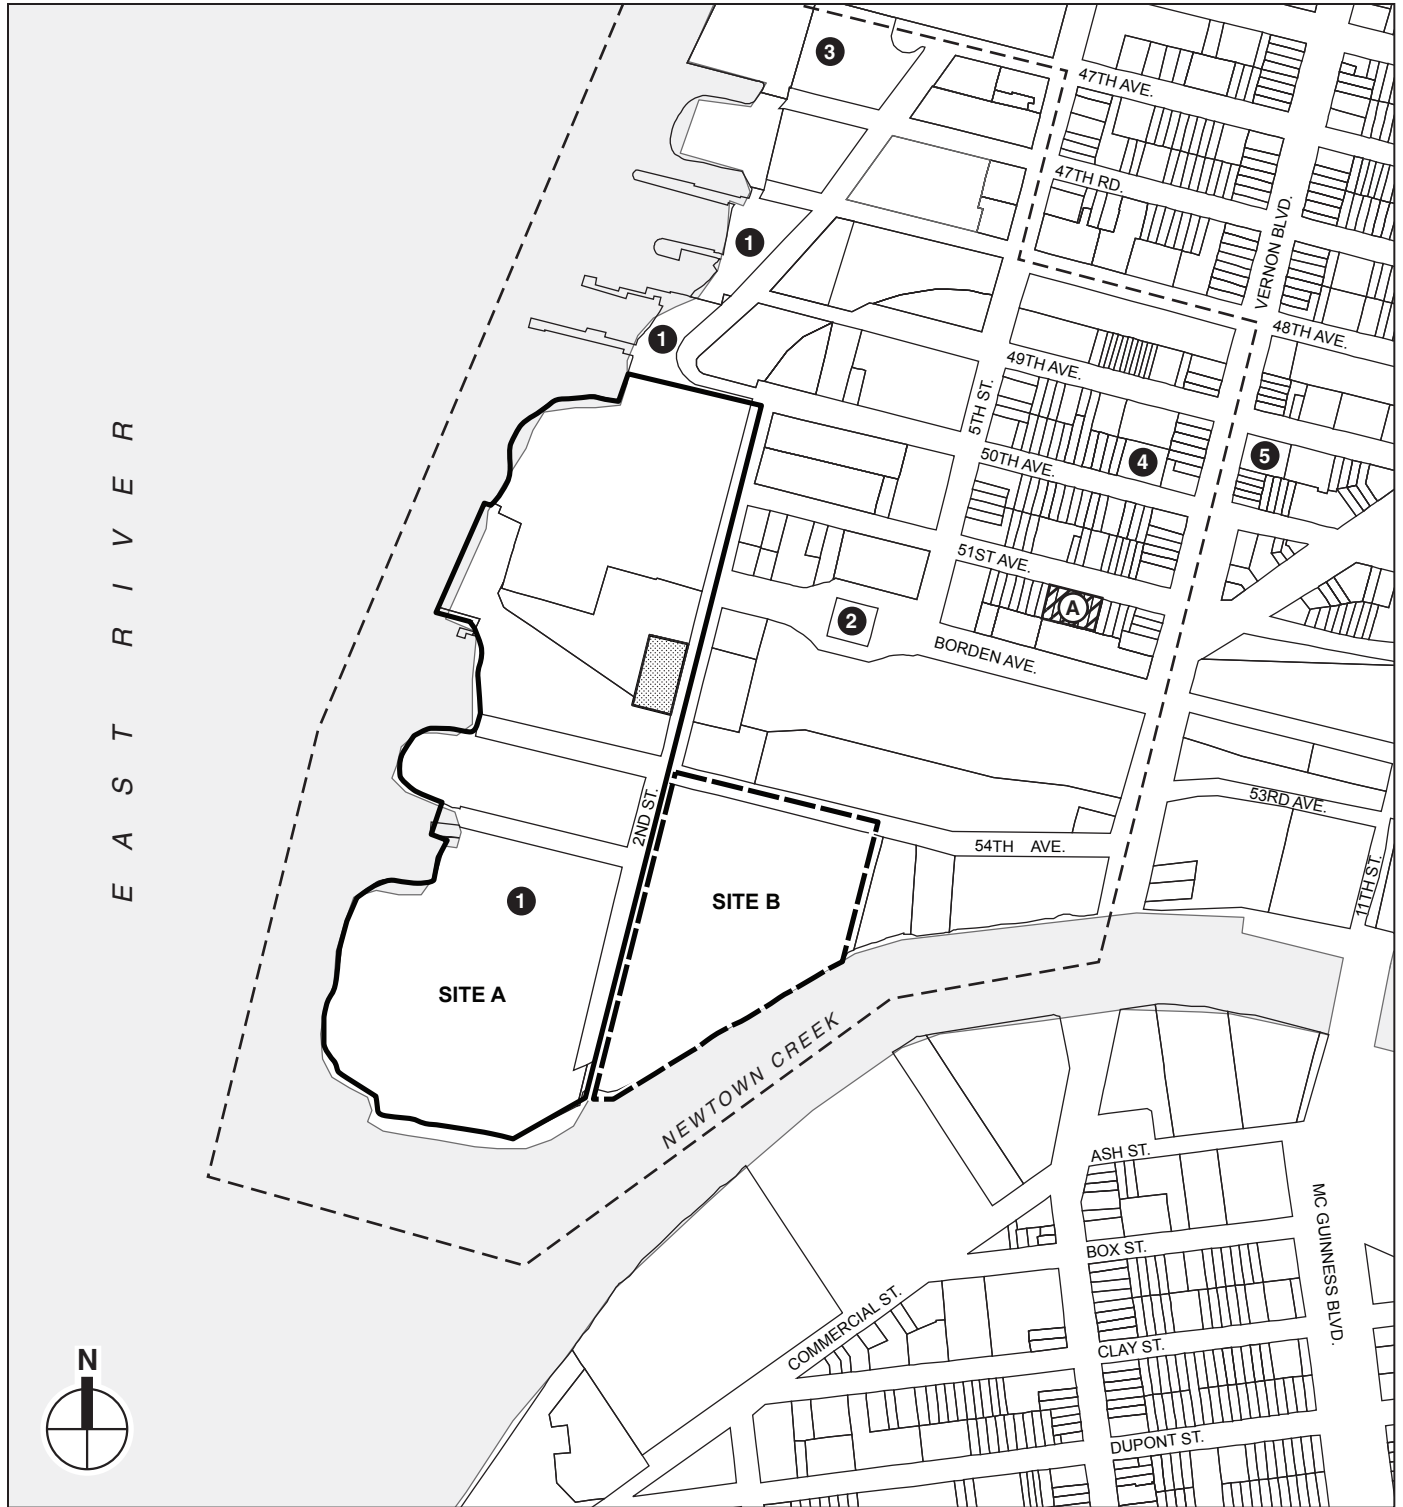 3
47TH AVE.
47TH RD.
1
VERNON BLVD.
1
48TH AVE.
49TH AVE.
5TH ST.
50TH AVE.
4
5
51ST AVE.
A
2
BORDEN AVE.
EAST RIVER
2ND ST.
53RD AVE.
54TH AVE.
11TH ST.
1
SITE B
SITE A
NEWTOWN CREEK
ASH ST.
MC GUINNESS BLVD.
BOX ST.
COMMERCIAL ST.
CLAY ST.
N
DUPONT ST.